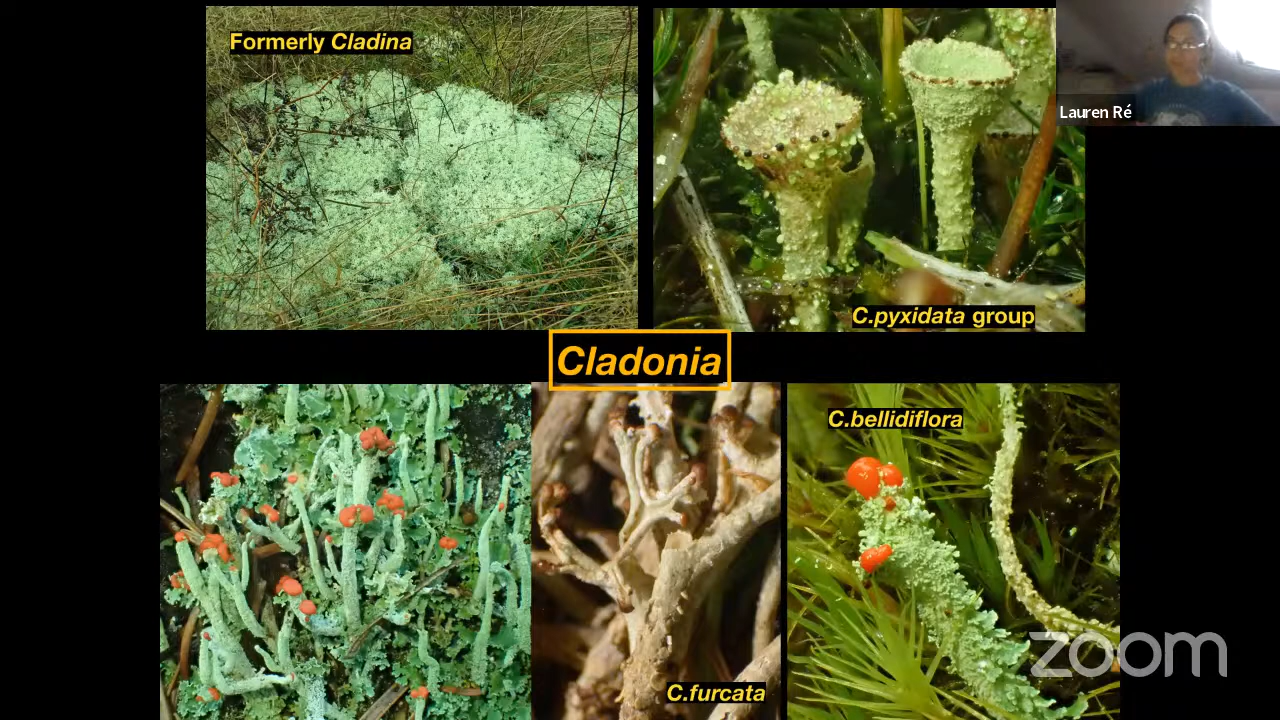 Formerly Cladina
Lauren Ré
C.pyxidata group
Cladonia
C.bellidiflora
C.furcata
zoom